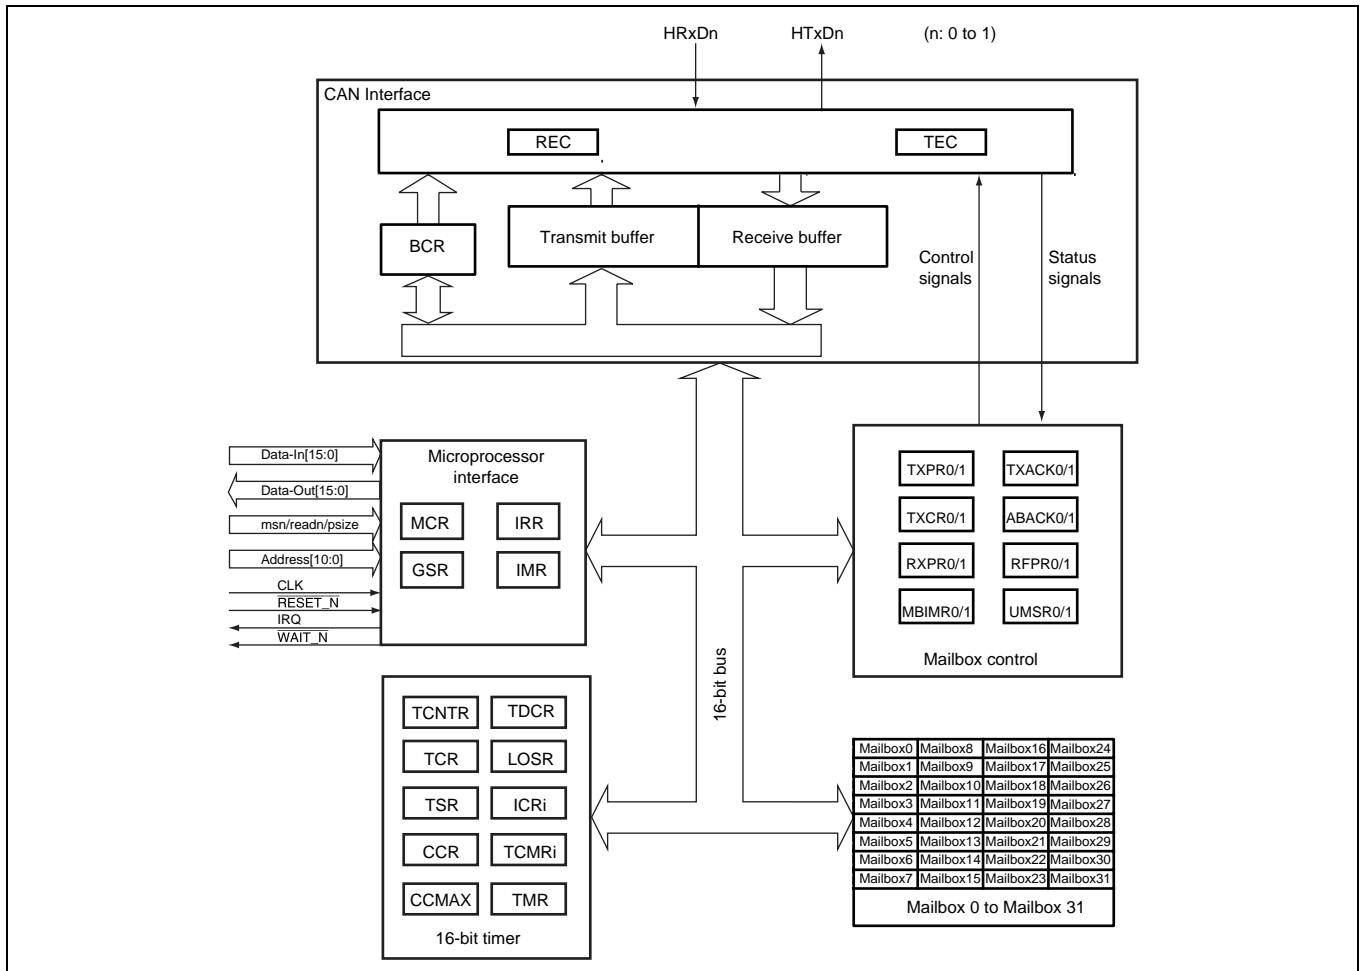 HRxDn HTxDn (n: 0 to 1)
CAN Interface
REC TEC
BCR
Transmit buffer
Receive buffer
Control
signals
Status
signals
Data-In[15:0]
Data-Out[15:0]
msn/readn/psize
Address[10:0]
CLK
RESET_N
IRQ
WAIT_N
Microprocessor
interface
MCR IRR
GSR IMR
TXPR0/1 TXACK0/1
TXCR0/1 ABACK0/1
RXPR0/1 RFPR0/1
MBIMR0/1 UMSR0/1
Mailbox control
16-bit bus
TCNTR TDCR
TCR LOSR
TSR ICRi
CCR TCMRi
CCMAX TMR
16-bit timer
Mailbox0 Mailbox8 Mailbox16 Mailbox24
Mailbox1 Mailbox9 Mailbox17 Mailbox25
Mailbox2 Mailbox10 Mailbox18 Mailbox26
Mailbox3 Mailbox11 Mailbox19 Mailbox27
Mailbox4 Mailbox12 Mailbox20 Mailbox28
Mailbox5 Mailbox13 Mailbox21 Mailbox29
Mailbox6 Mailbox14 Mailbox22 Mailbox30
Mailbox7 Mailbox15 Mailbox23 Mailbox31
Mailbox 0 to Mailbox 31